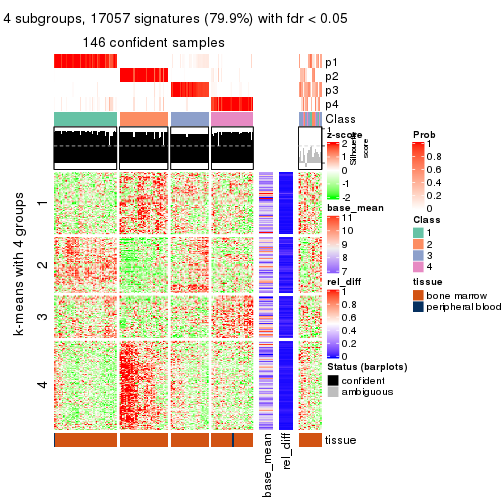 4 subgroups, 17057 signatures (79.9%) with fdr < 0.05
146 confident samples
p1
p2
p3
p4
Class
1
Silhouette
score
z-score
2
1
0
-1
-2
base_mean
11
10
9
8
7
rel_diff
1
0.8
0.6
0.4
0.2
0
Status (barplots)
confident
ambiguous
Prob
1
0.8
0.6
0.4
0.2
0
Class
1
2
3
4
tissue
bone marrow
peripheral blood
k-means with 4 groups
1
2
3
4
tissue
base_mean
rel_diff